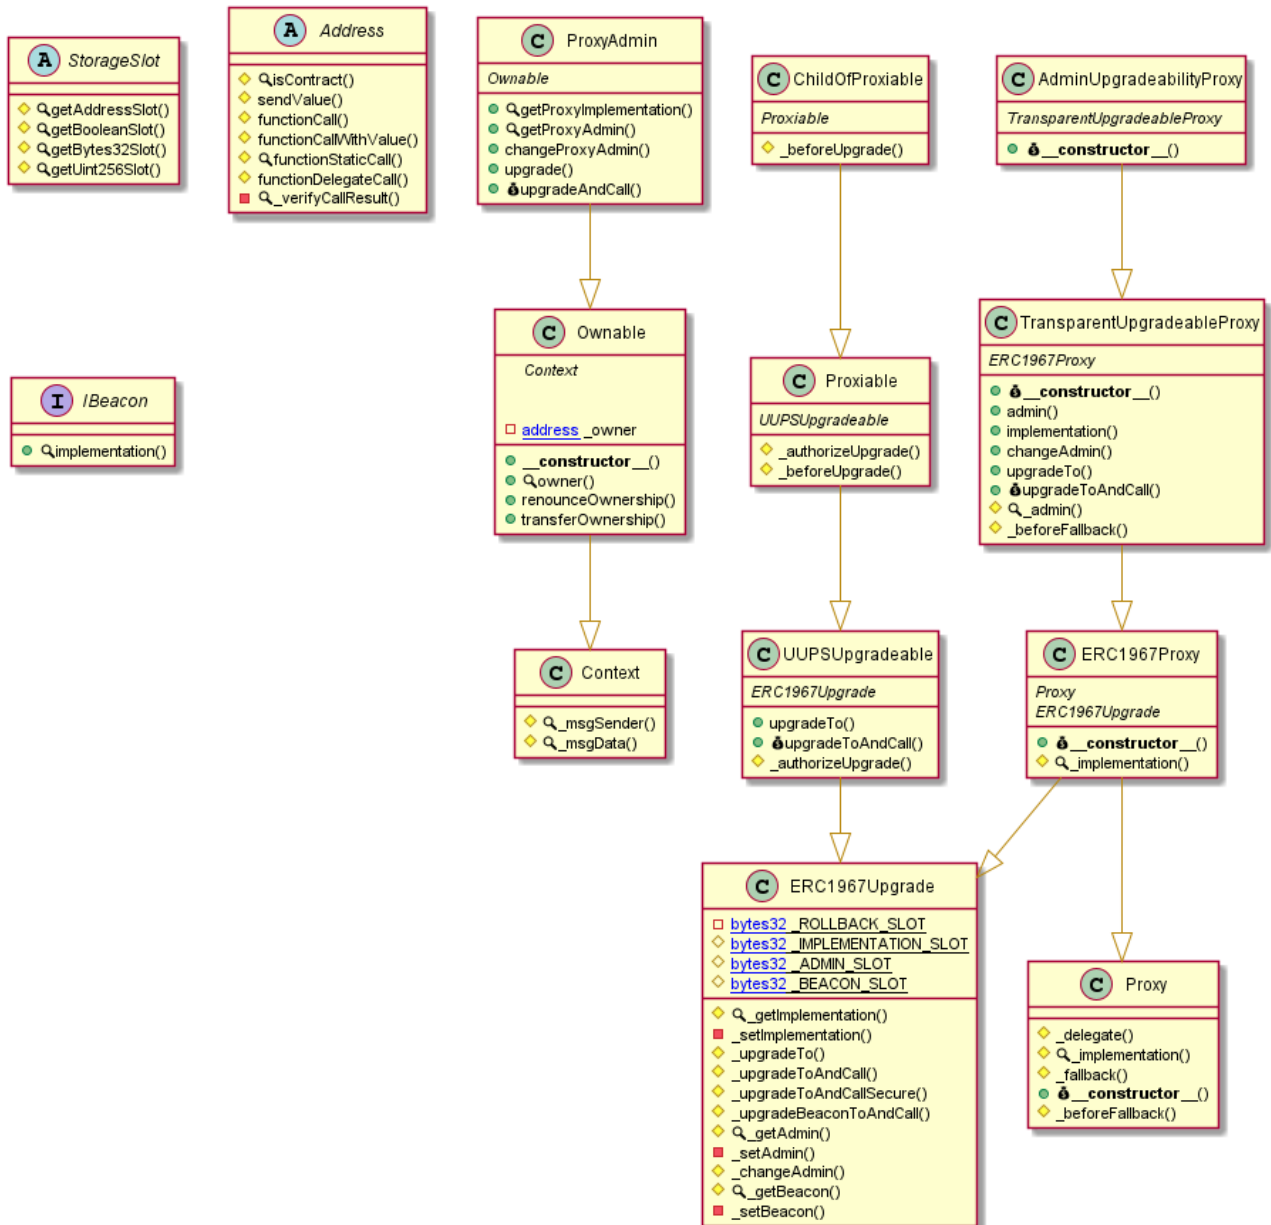 A StorageSlot
getAddressSlot()
getBooleanSlot()
getBytes32Slot()
getUint256Slot()
A Address
isContract()
sendValue()
functionCall()
functionCallWithValue()
functionStaticCall()
functionDelegateCall()
_verifyCallResult()
C ProxyAdmin
Ownable
getProxyImplementation()
getProxyAdmin()
changeProxyAdmin()
upgrade()
upgradeAndCall()
C ChildOfProxiable
Proxiable
_beforeUpgrade()
C AdminUpgradeabilityProxy
TransparentUpgradeableProxy
__constructor__()
I IBeacon
implementation()
C Ownable
Context
address _owner
__constructor__()
owner()
renounceOwnership()
transferOwnership()
C Proxiable
UUPSUpgradeable
_authorizeUpgrade()
_beforeUpgrade()
C TransparentUpgradeableProxy
ERC1967Proxy
__constructor__()
admin()
implementation()
changeAdmin()
upgradeTo()
upgradeToAndCall()
_admin()
_beforeFallback()
C Context
_msgSender()
_msgData()
C UUPSUpgradeable
ERC1967Upgrade
upgradeTo()
upgradeToAndCall()
_authorizeUpgrade()
C ERC1967Proxy
Proxy
ERC1967Upgrade
__constructor__()
_implementation()
C ERC1967Upgrade
bytes32 _ROLLBACK_SLOT
bytes32 _IMPLEMENTATION_SLOT
bytes32 _ADMIN_SLOT
bytes32 _BEACON_SLOT
_getImplementation()
_setImplementation()
_upgradeTo()
_upgradeToAndCall()
_upgradeToAndCallSecure()
_upgradeBeaconToAndCall()
_getAdmin()
_setAdmin()
_changeAdmin()
_getBeacon()
_setBeacon()
C Proxy
_delegate()
_implementation()
_fallback()
__constructor__()
_beforeFallback()